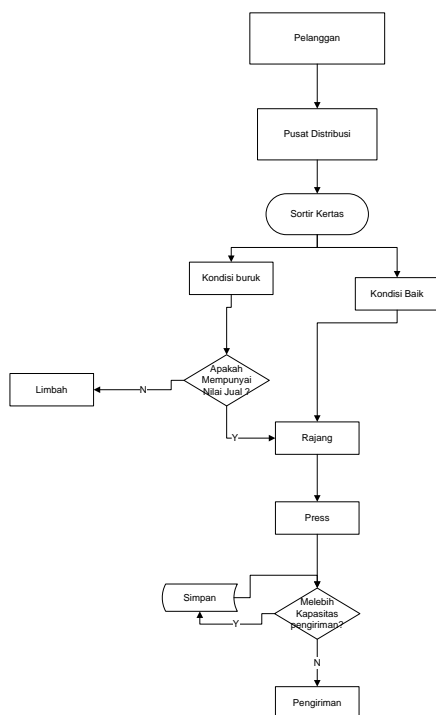 Pelanggan
Pusat Distribusi
Sortir Kertas
Kondisi buruk
Kondisi Baik
Apakah
Mempunyai
Nilai Jual ?
Limbah
N
Y
Rajang
Press
Simpan
Melebih
Kapasitas
pengiriman?
Y
N
Pengiriman